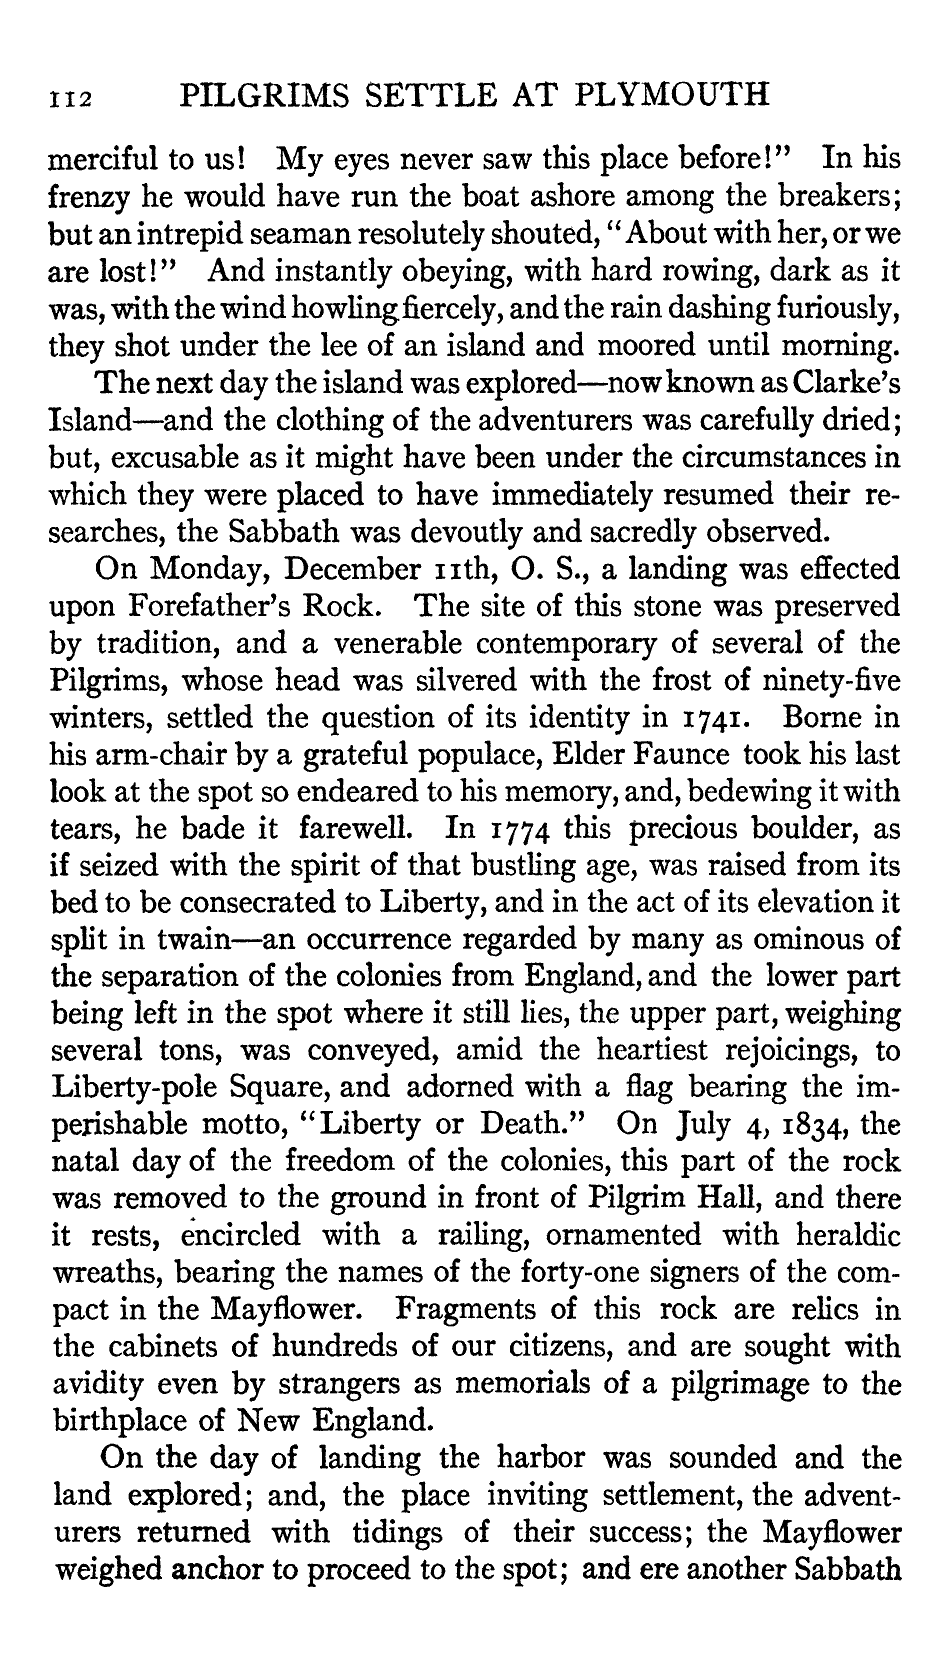 112 PILGRIMS SETTLE AT PLYMOUTH
merciful to us! My eyes never saw this place before!" In his
frenzy he would have run the boat ashore among the breakers;
but an intrepid seaman resolutely shouted, "About with her, or we
are lost!" And instantly obeying, with hard rowing, dark as it
was, with the wind howling fiercely, and the rain dashing furiously,
they shot under the lee of an island and moored until morning.
The next day the island was explored—now known as Clarke's
Island—and the clothing of the adventurers was carefully dried;
but, excusable as it might have been under the circumstances in
which they were placed to have immediately resumed their re-
searches, the Sabbath was devoutly and sacredly observed.
On Monday, December 11th, O. S., a landing was effected
upon Forefather's Rock. The site of this stone was preserved
by tradition, and a venerable contemporary of several of the
Pilgrims, whose head was silvered with the frost of ninety-five
winters, settled the question of its identity in 1741. Borne in
his arm-chair by a grateful populace, Elder Faunce took his last
look at the spot so endeared to his memory, and, bedewing it with
tears, he bade it farewell. In 1774 this precious boulder, as
if seized with the spirit of that bustling age, was raised from its
bed to be consecrated to Liberty, and in the act of its elevation it
split in twain—an occurrence regarded by many as ominous of
the separation of the colonies from England, and the lower part
being left in the spot where it still lies, the upper part, weighing
several tons, was conveyed, amid the heartiest rejoicings, to
Liberty-pole Square, and adorned with a flag bearing the im-
perishable motto, "Liberty or Death." On July 4, 1834, the
natal day of the freedom of the colonies, this part of the rock
was removed to the ground in front of Pilgrim Hall, and there
it rests, encircled with a railing, ornamented with heraldic
wreaths, bearing the names of the forty-one signers of the com-
pact in the Mayflower. Fragments of this rock are relics in
the cabinets of hundreds of our citizens, and are sought with
avidity even by strangers as memorials of a pilgrimage to the
birthplace of New England.
On the day of landing the harbor was sounded and the
land explored; and, the place inviting settlement, the advent-
urers returned with tidings of their success; the Mayflower
weighed anchor to proceed to the spot; and ere another Sabbath